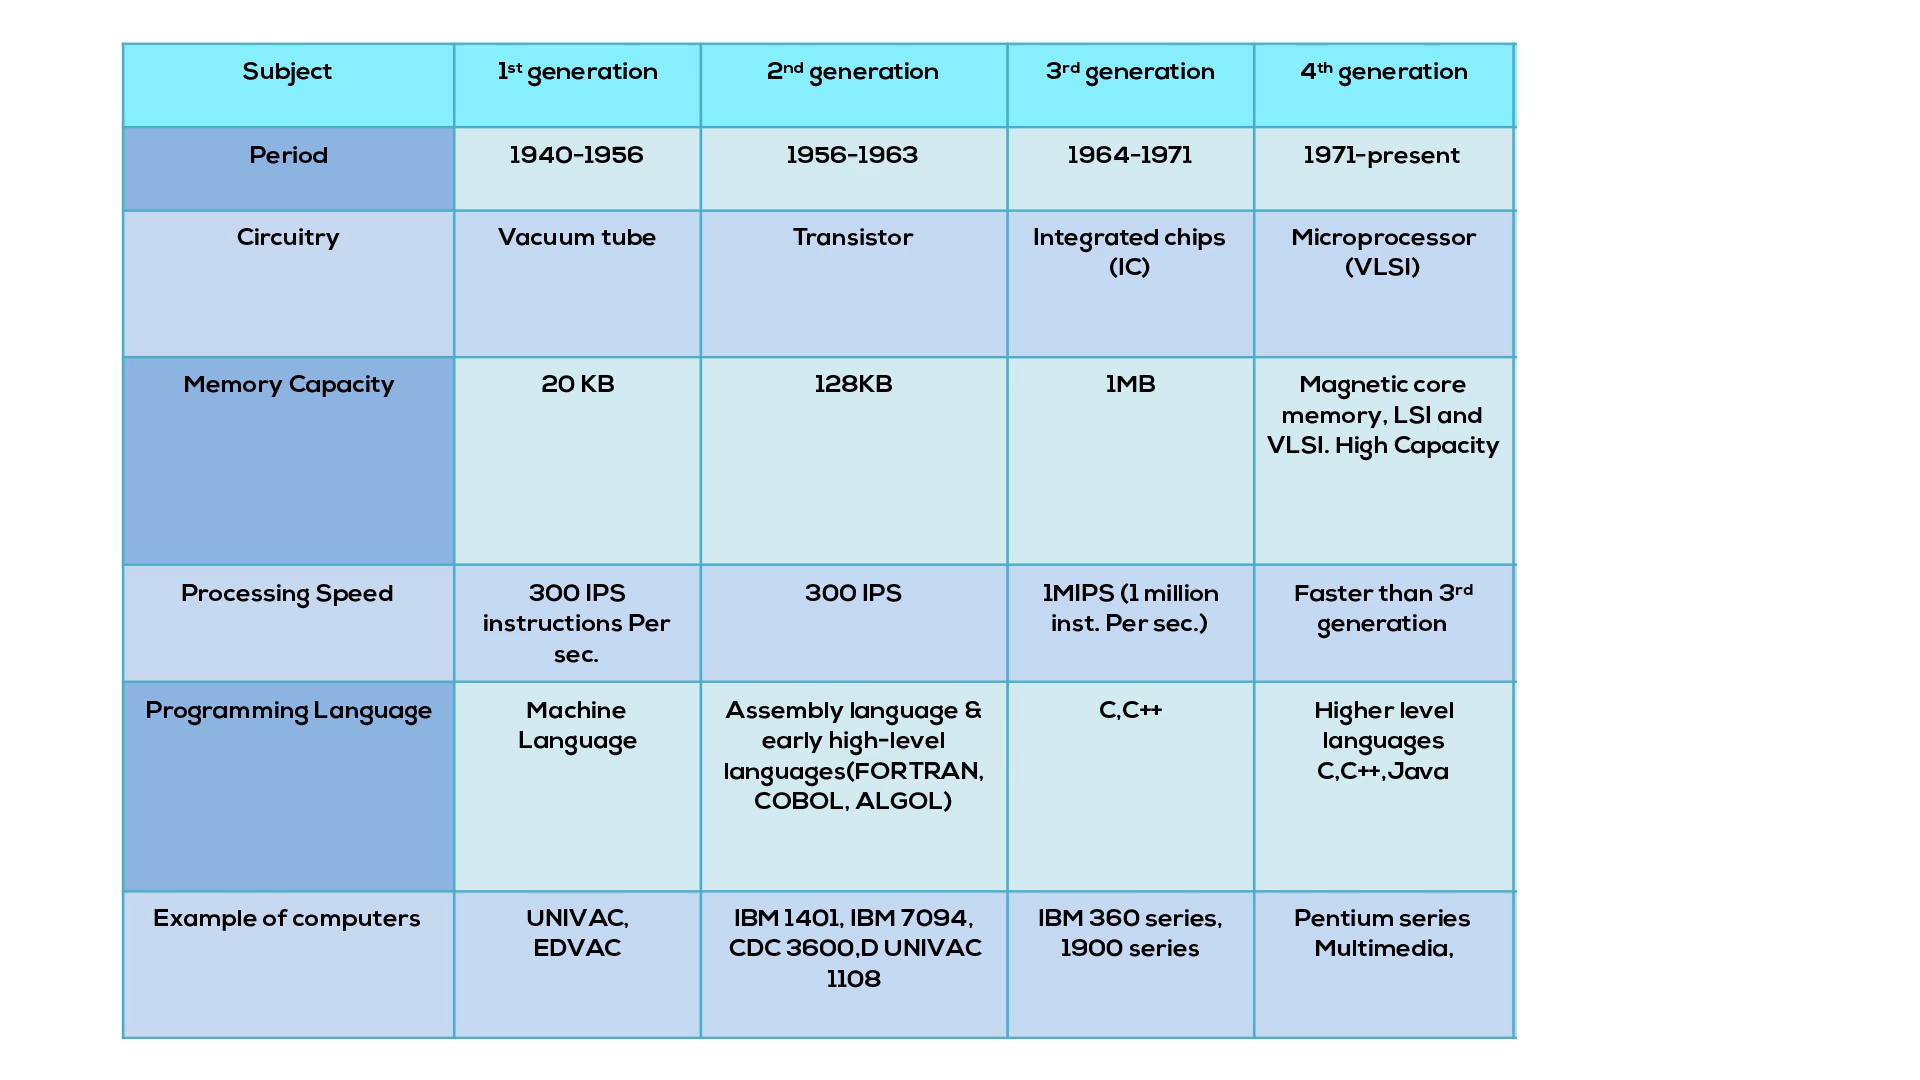 Subject
1st generation
2nd generation
3rd generation
4th generation
Period
1940-1956
1956-1963
1964-1971
1971-present
Circuitry
Vacuum tube
Transistor
Integrated chips
(IC)
Microprocessor
(VLSI)
Memory Capacity
20 KB
128KB
1MB
Magnetic core
memory, LSI and
VLSI. High Capacity
Processing Speed
300 IPS
instructions Per
sec.
300 IPS
1MIPS (1 million
inst. Per sec.)
Faster than 3rd
generation
Programming Language
Machine
Language
Assembly language &
early high-level
languages(FORTRAN,
COBOL, ALGOL)
C,C++
Higher level
languages
C,C++,Java
Example of computers
UNIVAC,
EDVAC
IBM 1401, IBM 7094,
CDC 3600,D UNIVAC
1108
IBM 360 series,
1900 series
Pentium series
Multimedia,